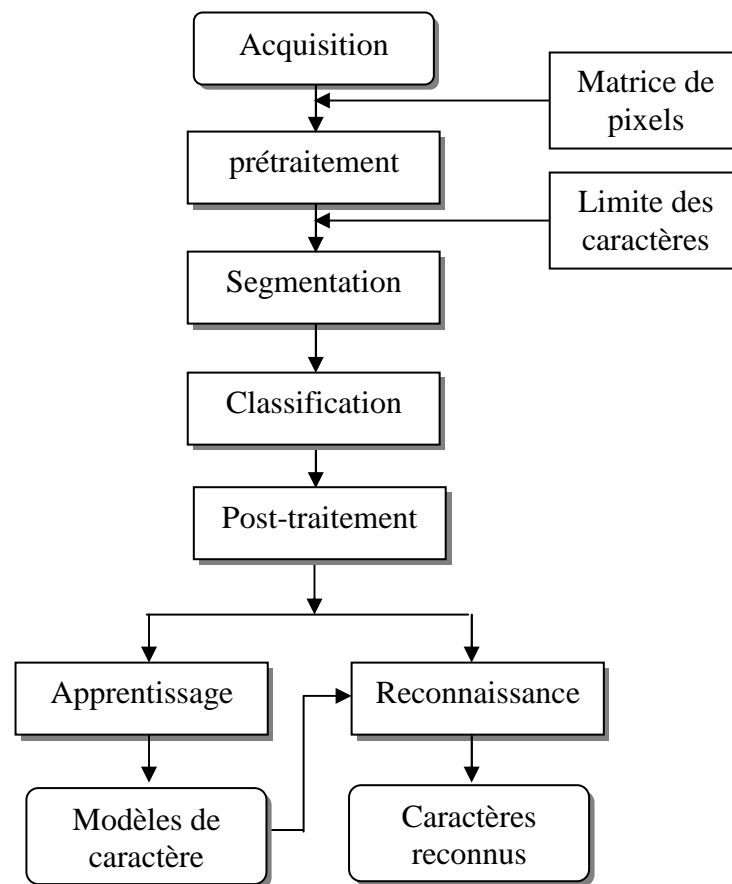 Acquisition
Matrice de
pixels
prétraitement
Limite des
caractères
Segmentation
Classification
Post-traitement
Apprentissage
Reconnaissance
Modèles de
caractère
Caractères
reconnus